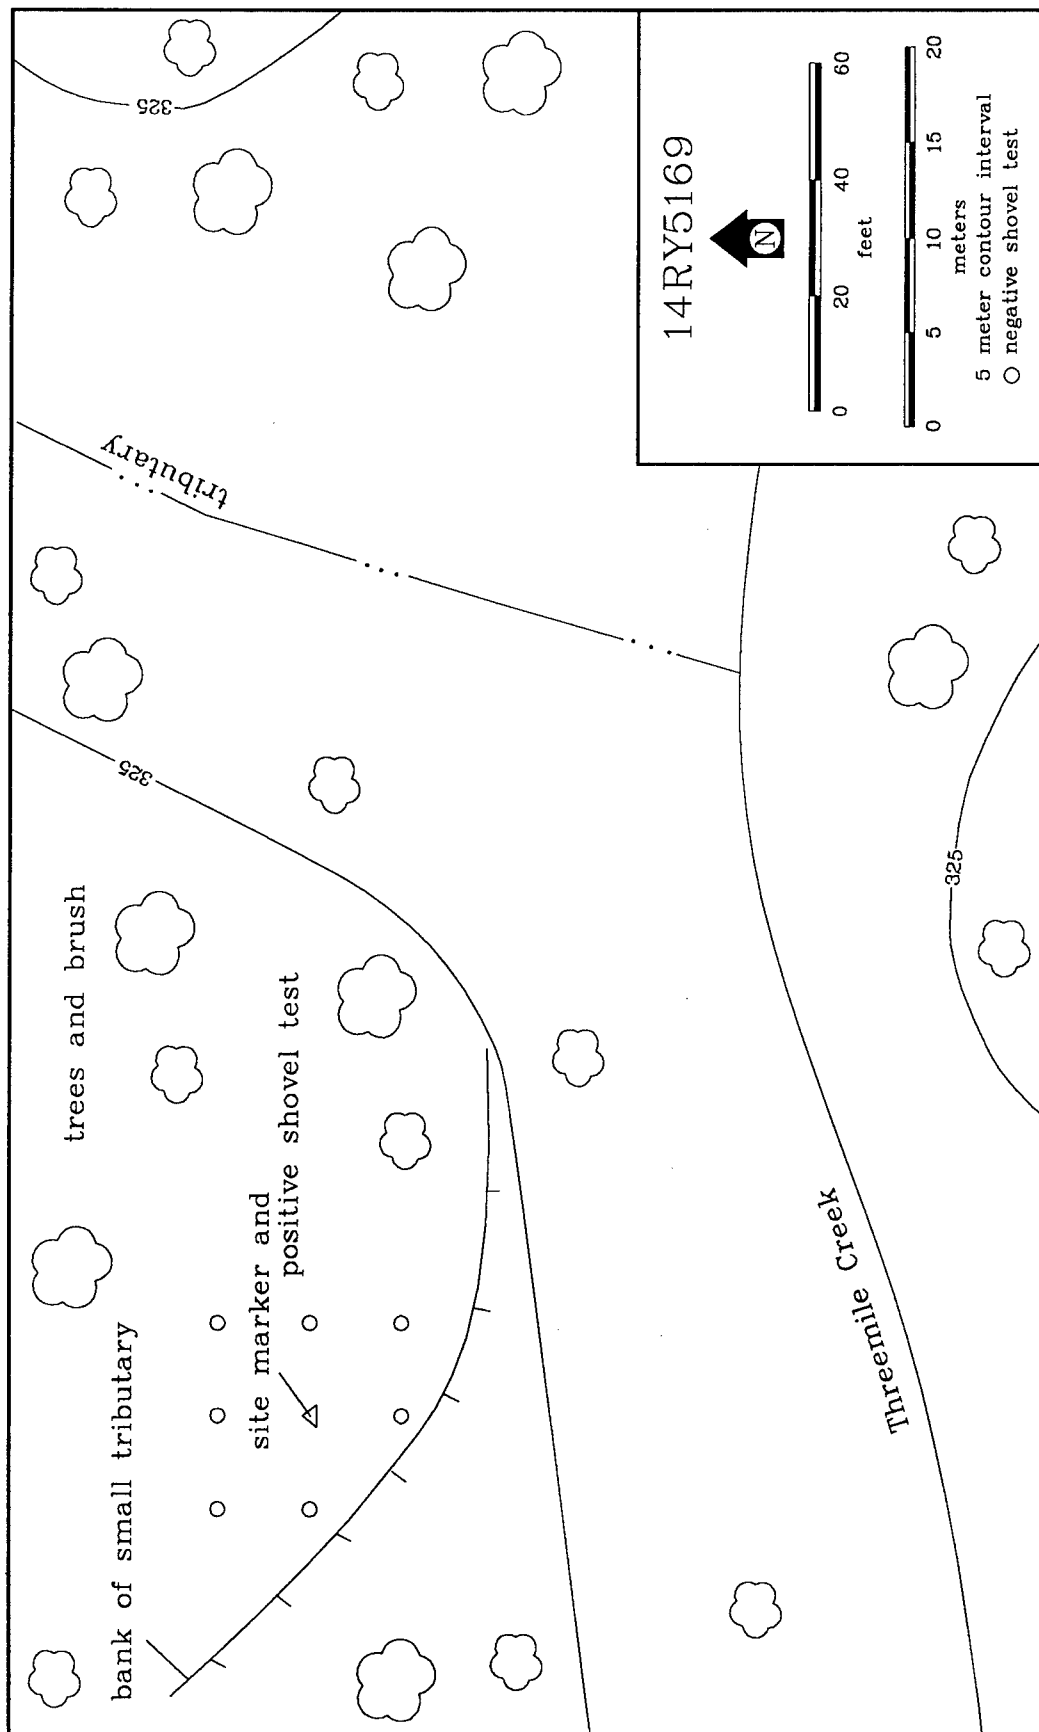 bank of small tributary
trees and brush
site marker and
positive shovel test
325
tributary
325
Threemile Creek
325
14RY5169
N
0 20 40 60
feet
0 5 10 15 20
meters
5 meter contour interval
negative shovel test